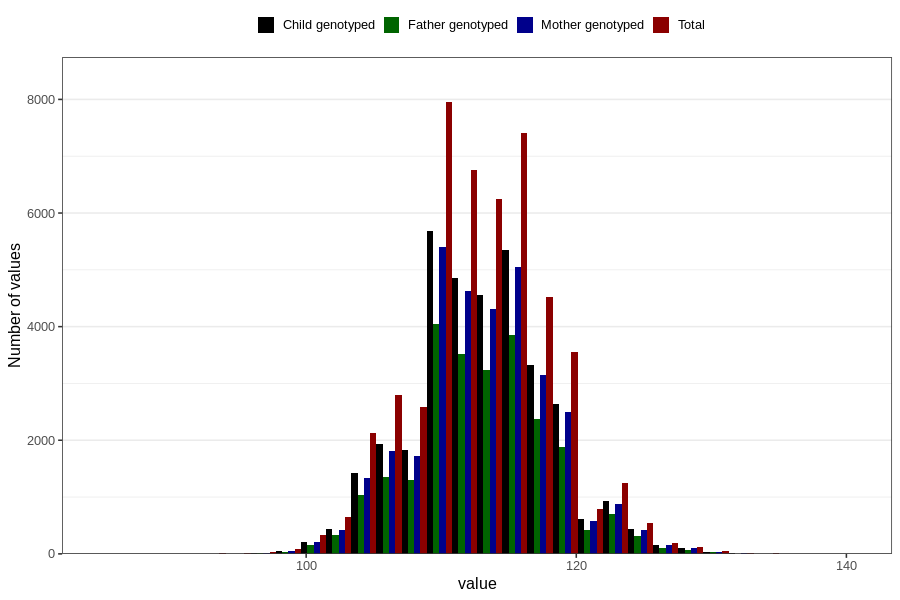 Child genotyped Father genotyped Mother genotyped Total
8000
6000
4000
2000
0
Number of values
100 120 140
value